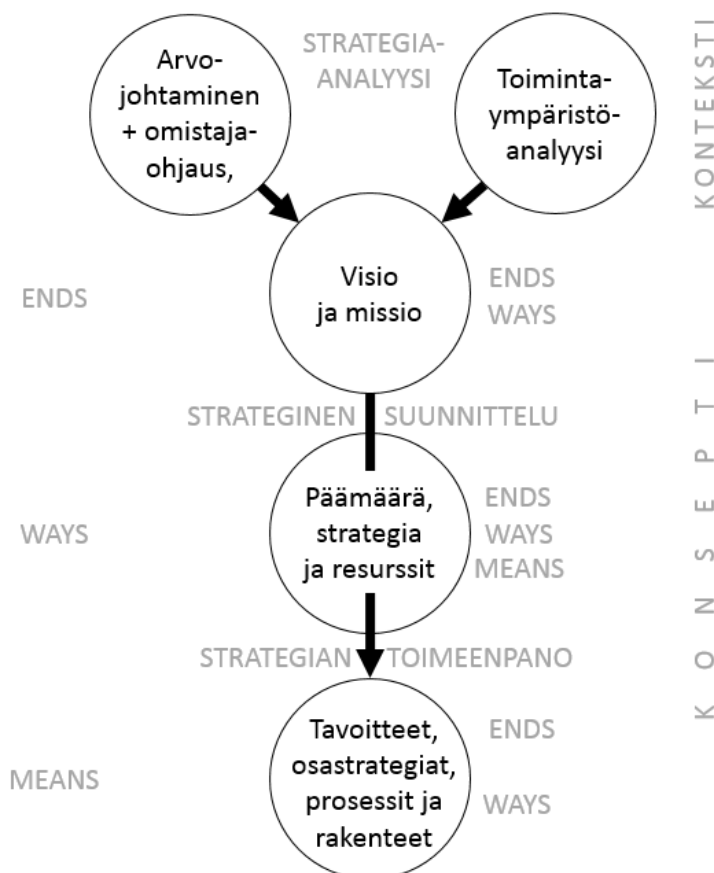 Arvo-
johtaminen
+ omistaja-
ohjaus,
STRATEGIA-
ANALYYSI
Toiminta-
ympäristö-
analyysi
KONTEKSTI
Visio
ja missio
ENDS
ENDS
WAYS
STRATEGINEN SUUNNITTELU
KONSEPTI
Päämäärä,
strategia
ja resurssit
WAYS
ENDS
WAYS
MEANS
STRATEGIAN TOIMEENPANO
Tavoitteet,
osastrategiat,
prosessit ja
rakenteet
MEANS
ENDS
WAYS